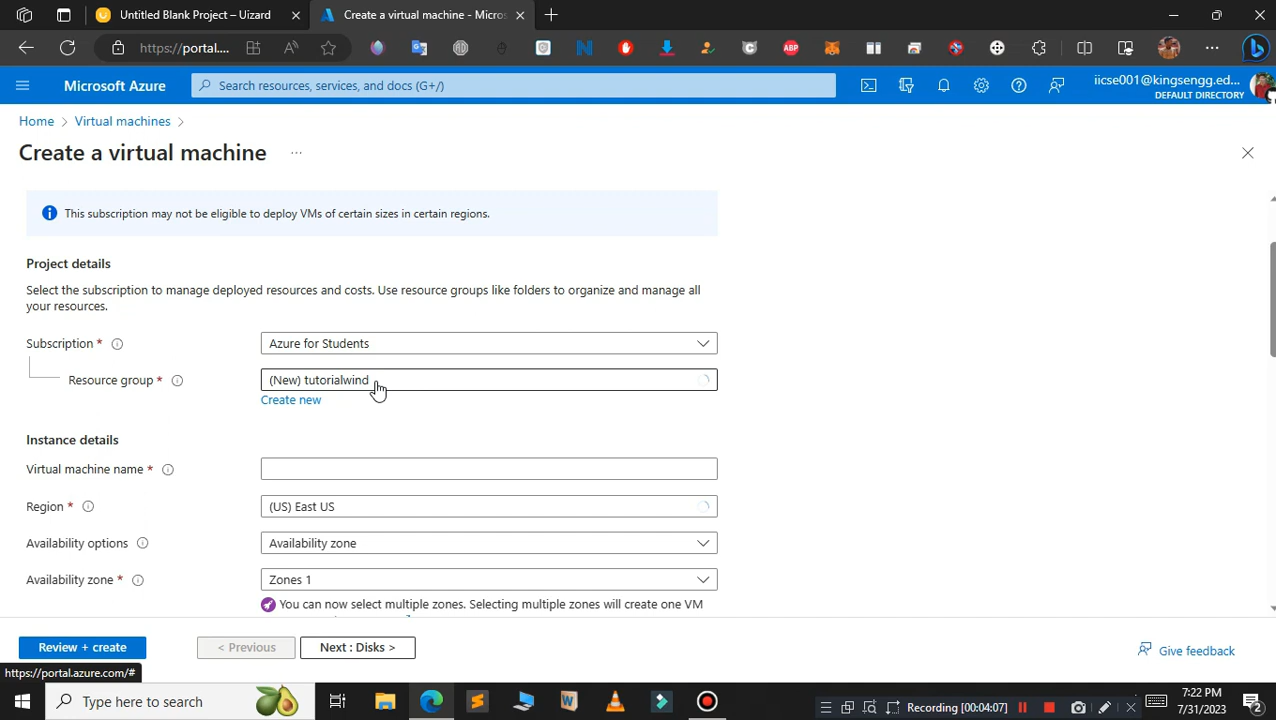 Untitled Blank Project – Uizard
Create a virtual machine - Micros
https://portal....
Microsoft Azure
Search resources, services, and docs (G+/)
iicse001@kingsengg.ed...
DEFAULT DIRECTORY
Home > Virtual machines >
Create a virtual machine ...
This subscription may not be eligible to deploy VMs of certain sizes in certain regions.
Project details
Select the subscription to manage deployed resources and costs. Use resource groups like folders to organize and manage all
your resources.
Subscription *
Azure for Students
Resource group *
(New) tutorialwind
Create new
Instance details
Virtual machine name *
Region *
(US) East US
Availability options
Availability zone
Availability zone *
Zones 1
You can now select multiple zones. Selecting multiple zones will create one VM
Review + create
< Previous
Next : Disks >
Give feedback
https://portal.azure.com/#
Type here to search
Recording [00:04:07]
7:22 PM
7/31/2023
2